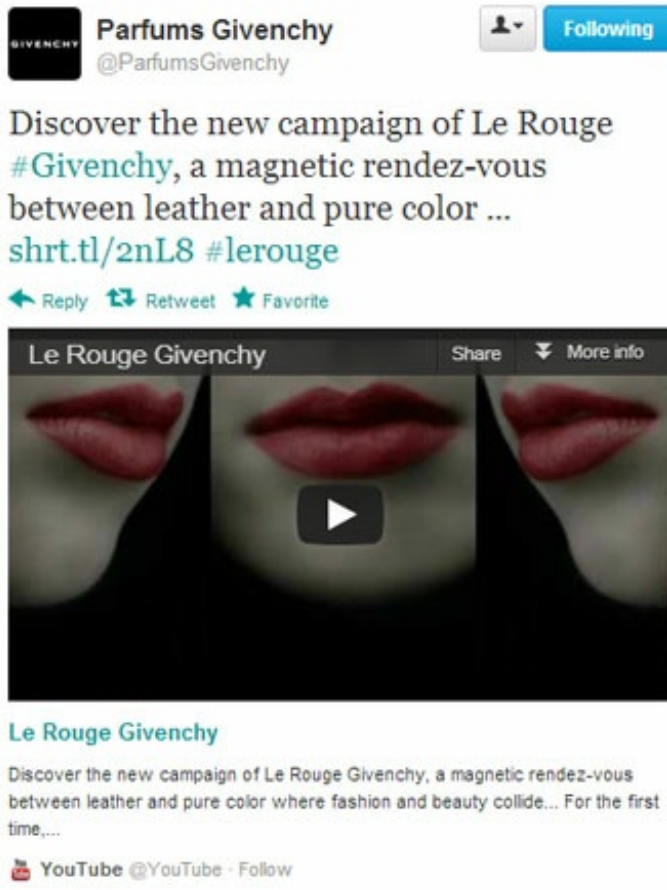 GIVENCHY
Parfums Givenchy
@ParfumsGivenchy
Following
Discover the new campaign of Le Rouge
#Givenchy, a magnetic rendez-vous
between leather and pure color ...
shrt.tl/2nL8 #lerouge
Reply Retweet Favorite
Le Rouge Givenchy Share More info
Le Rouge Givenchy
Discover the new campaign of Le Rouge Givenchy, a magnetic rendez-vous
between leather and pure color where fashion and beauty collide... For the first
time,...
YouTube @YouTube · Follow